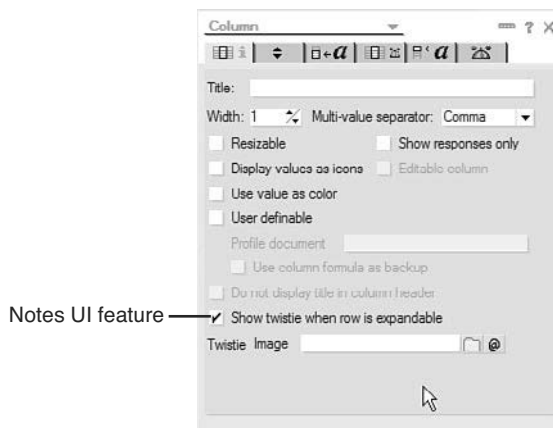 Column
Title:
Width: 1 Multi-value separator: Comma
Resizable Show responses only
Display values as icons Editable column
Use value as color
User definable
Profile document
Use column formula as backup
Do not display title in column header
Notes UI feature Show twistie when row is expandable
Twistie Image @